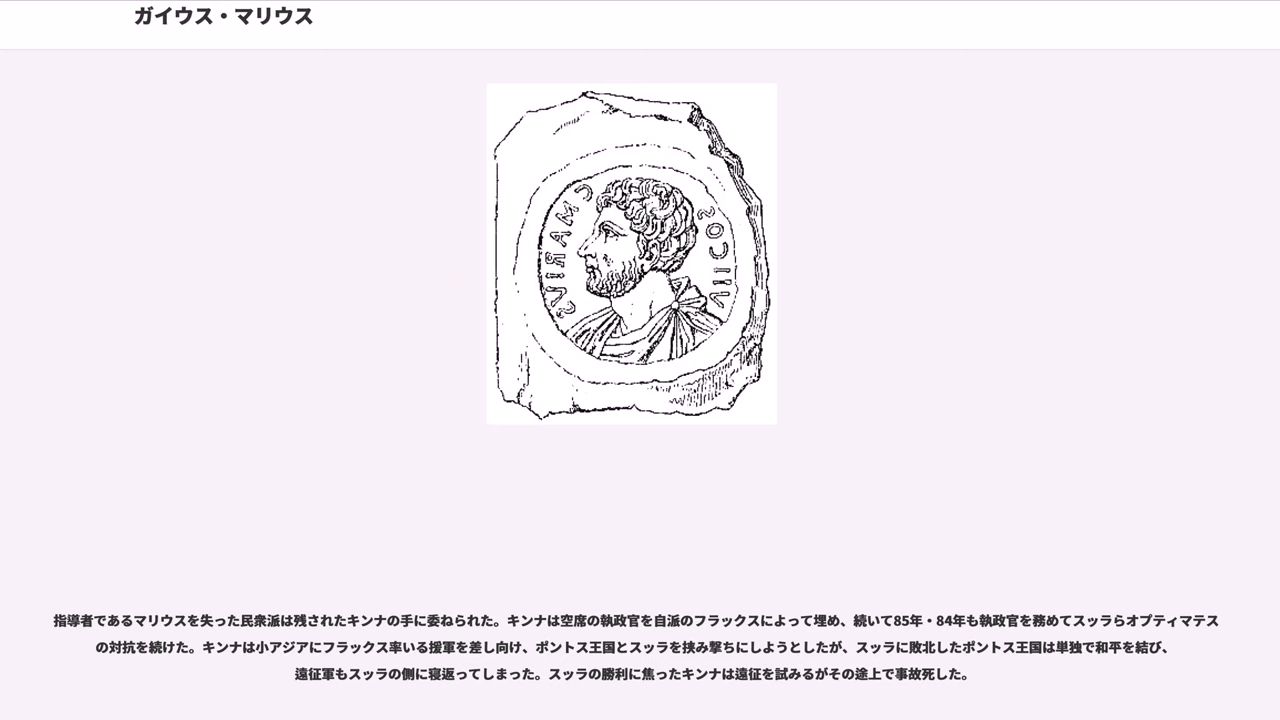 ガイウス・マリウス
C MARIVS
VII COS
指導者であるマリウスを失った民衆派は残されたキンナの手に委ねられた。キンナは空席の執政官を自派のフラックスによって埋め、続いて85年・84年も執政官を務めてスッラらオプティマテス
の対抗を続けた。キンナは小アジアにフラックス率いる援軍を差し向け、ポントス王国とスッラを挟み撃ちにしようとしたが、スッラに敗北したポントス王国は単独で和平を結び、
遠征軍もスッラの側に寝返ってしまった。スッラの勝利に焦ったキンナは遠征を試みるがその途上で事故死した。